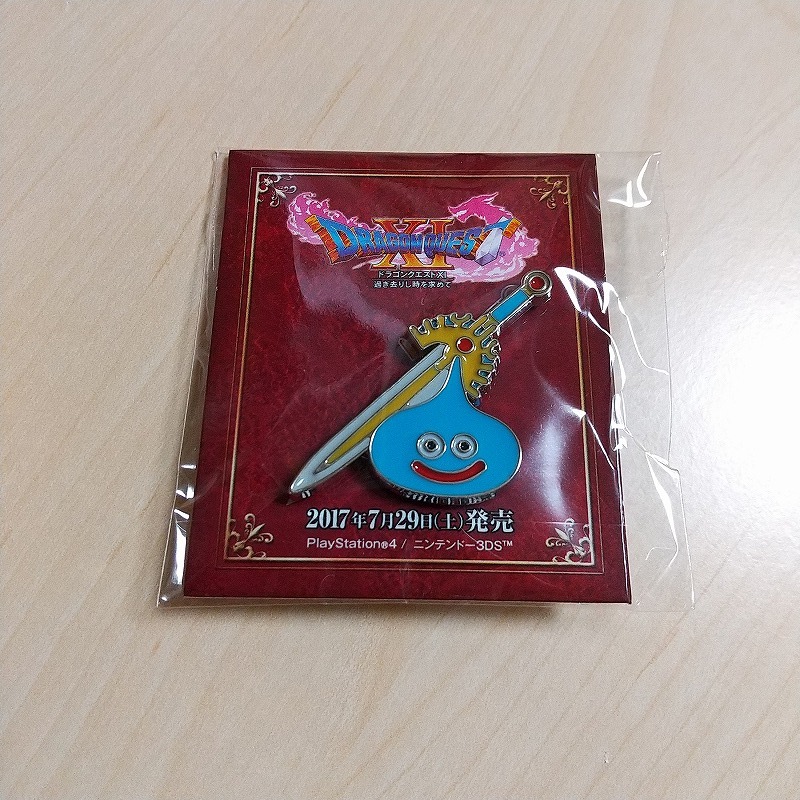 DRAGON QUEST
XI
ドラゴンクエストXI
過ぎ去りし時を求めて
2017年7月29日(土)発売
PlayStation®4 / ニンテンドー3DS™